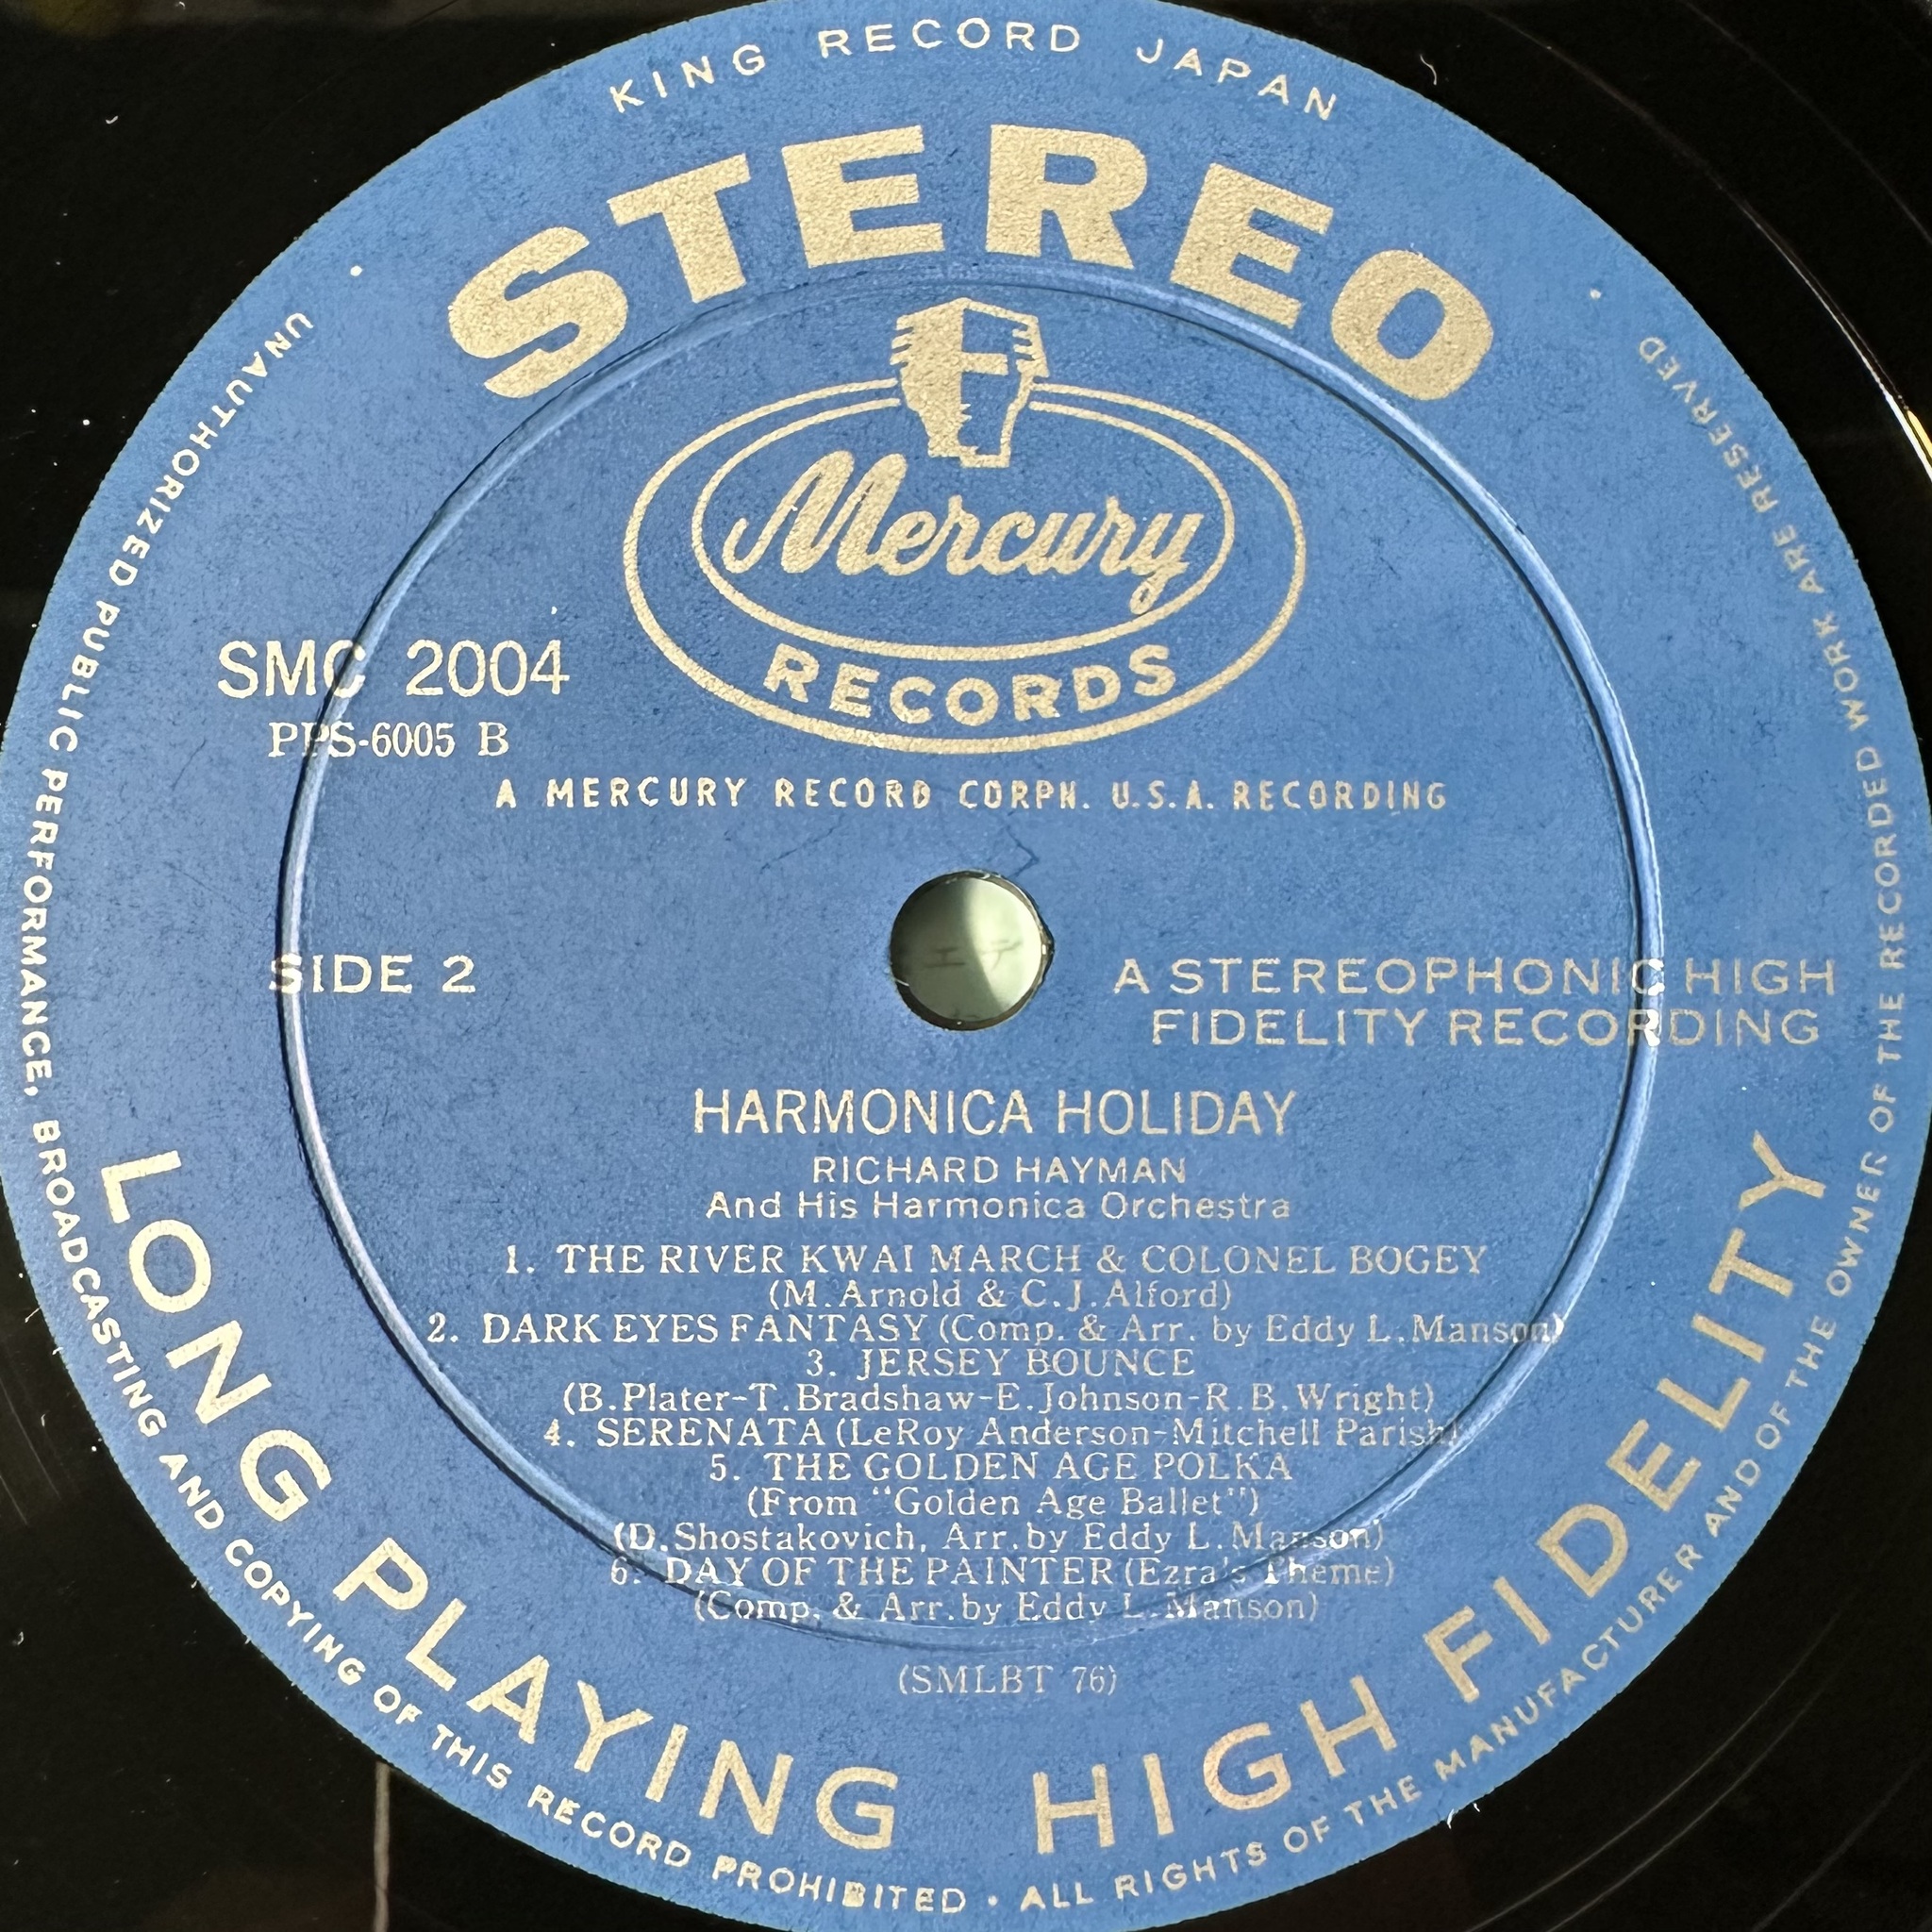 KING RECORD JAPAN
STEREO
Mercury
RECORDS
SMC 2004
PPS-6005 B
A MERCURY RECORD CORPN. U.S.A. RECORDING
SIDE 2
A STEREOPHONIC HIGH
FIDELITY RECORDING
HARMONICA HOLIDAY
RICHARD HAYMAN
And His Harmonica Orchestra
1. THE RIVER KWAI MARCH & COLONEL BOGEY
(M.Arnold & C.J.Alford)
2. DARK EYES FANTASY (Comp. & Arr. by Eddy L.Manson)
3. JERSEY BOUNCE
(B.Plater-T.Bradshaw-E.Johnson-R.B.Wright)
4. SERENATA (LeRoy Anderson-Mitchell Parish)
5. THE GOLDEN AGE POLKA
(From "Golden Age Ballet")
(D.Shostakovich, Arr.by Eddy L.Manson)
6. DAY OF THE PAINTER (Ezra's Theme)
(Comp. & Arr.by Eddy L.Manson)
(SMLBT 76)
LONG PLAYING HIGH FIDELITY
UNAUTHORIZED PUBLIC PERFORMANCE, BROADCASTING AND COPYING OF THIS RECORD PROHIBITED · ALL RIGHTS OF THE MANUFACTURER AND OF THE OWNER OF THE RECORDED WORK ARE RESERVED
エテ